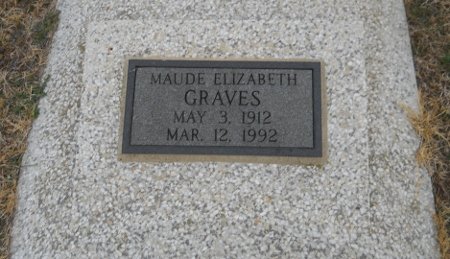 MAUDE ELIZABETH
GRAVES
MAY 3, 1912
MAR. 12, 1992